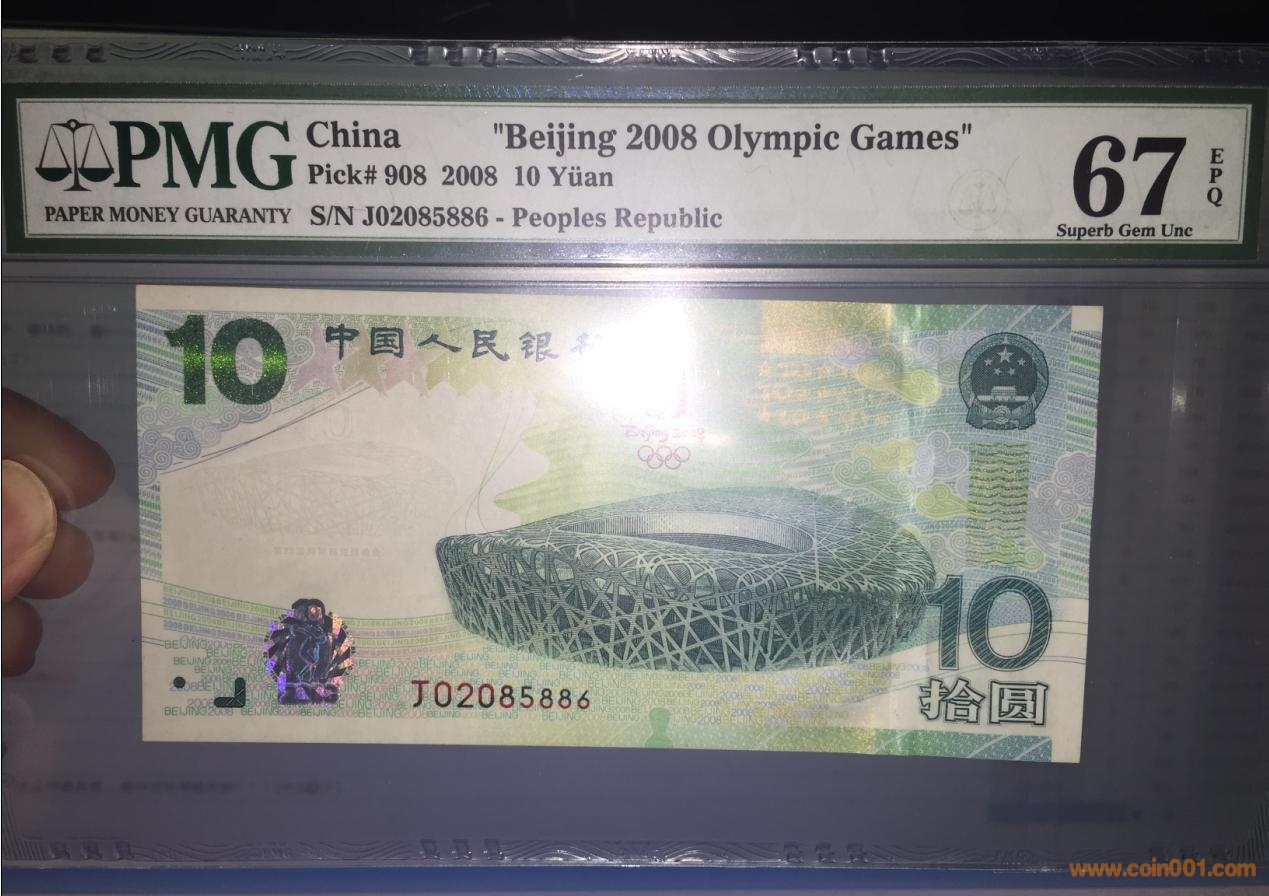 PMG
PAPER MONEY GUARANTY
China "Beijing 2008 Olympic Games"
Pick# 908 2008 10 Yüan
S/N J02085886 - Peoples Republic
67
EPQ
Superb Gem Unc
10
中国人民银
Beijing 2008
BEIJING2008
J02085886
10
拾圆
www.coin001.com